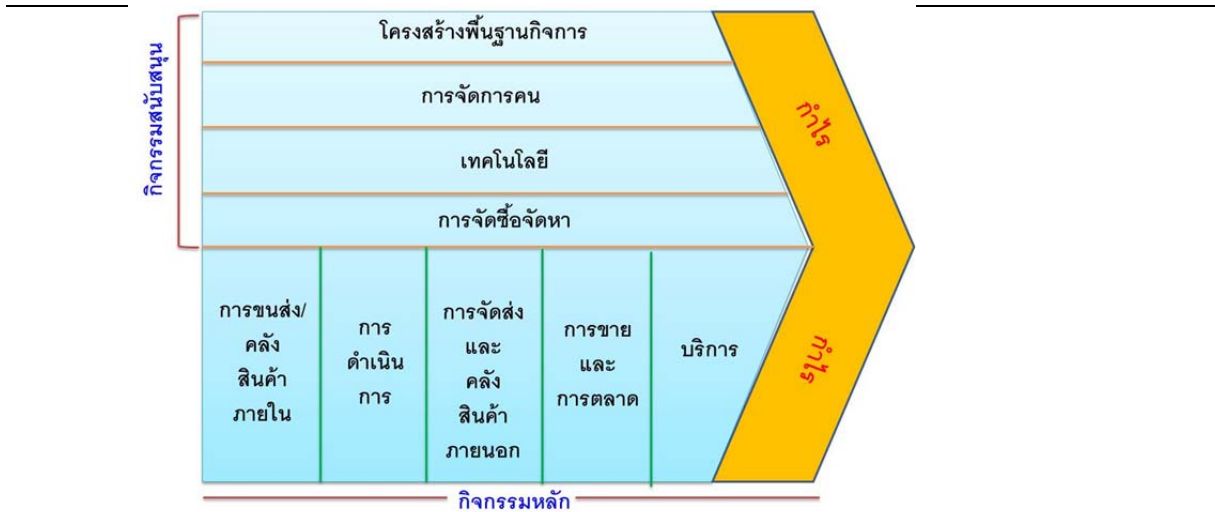 กิจกรรมสนับสนุน
โครงสร้างพื้นฐานกิจการ
การจัดการคน
เทคโนโลยี
การจัดซื้อจัดหา
การขนส่ง/
คลัง
สินค้า
ภายใน
การ
ดำเนิน
การ
การจัดส่ง
และ
คลัง
สินค้า
ภายนอก
การขาย
และ
การตลาด
บริการ
กำไร
กำไร
กิจกรรมหลัก